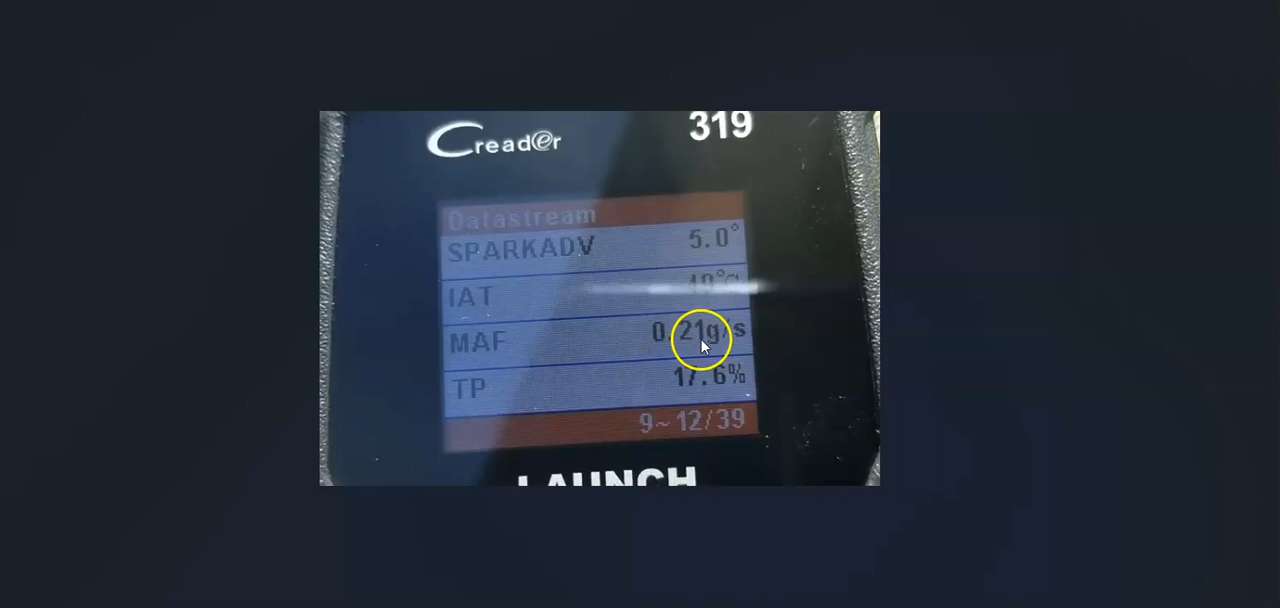 Creader
319
Datastream
SPARKADV 5.0°
IAT
MAF 0.21g/s
TP 17.6%
9~12/39
LAUNCH